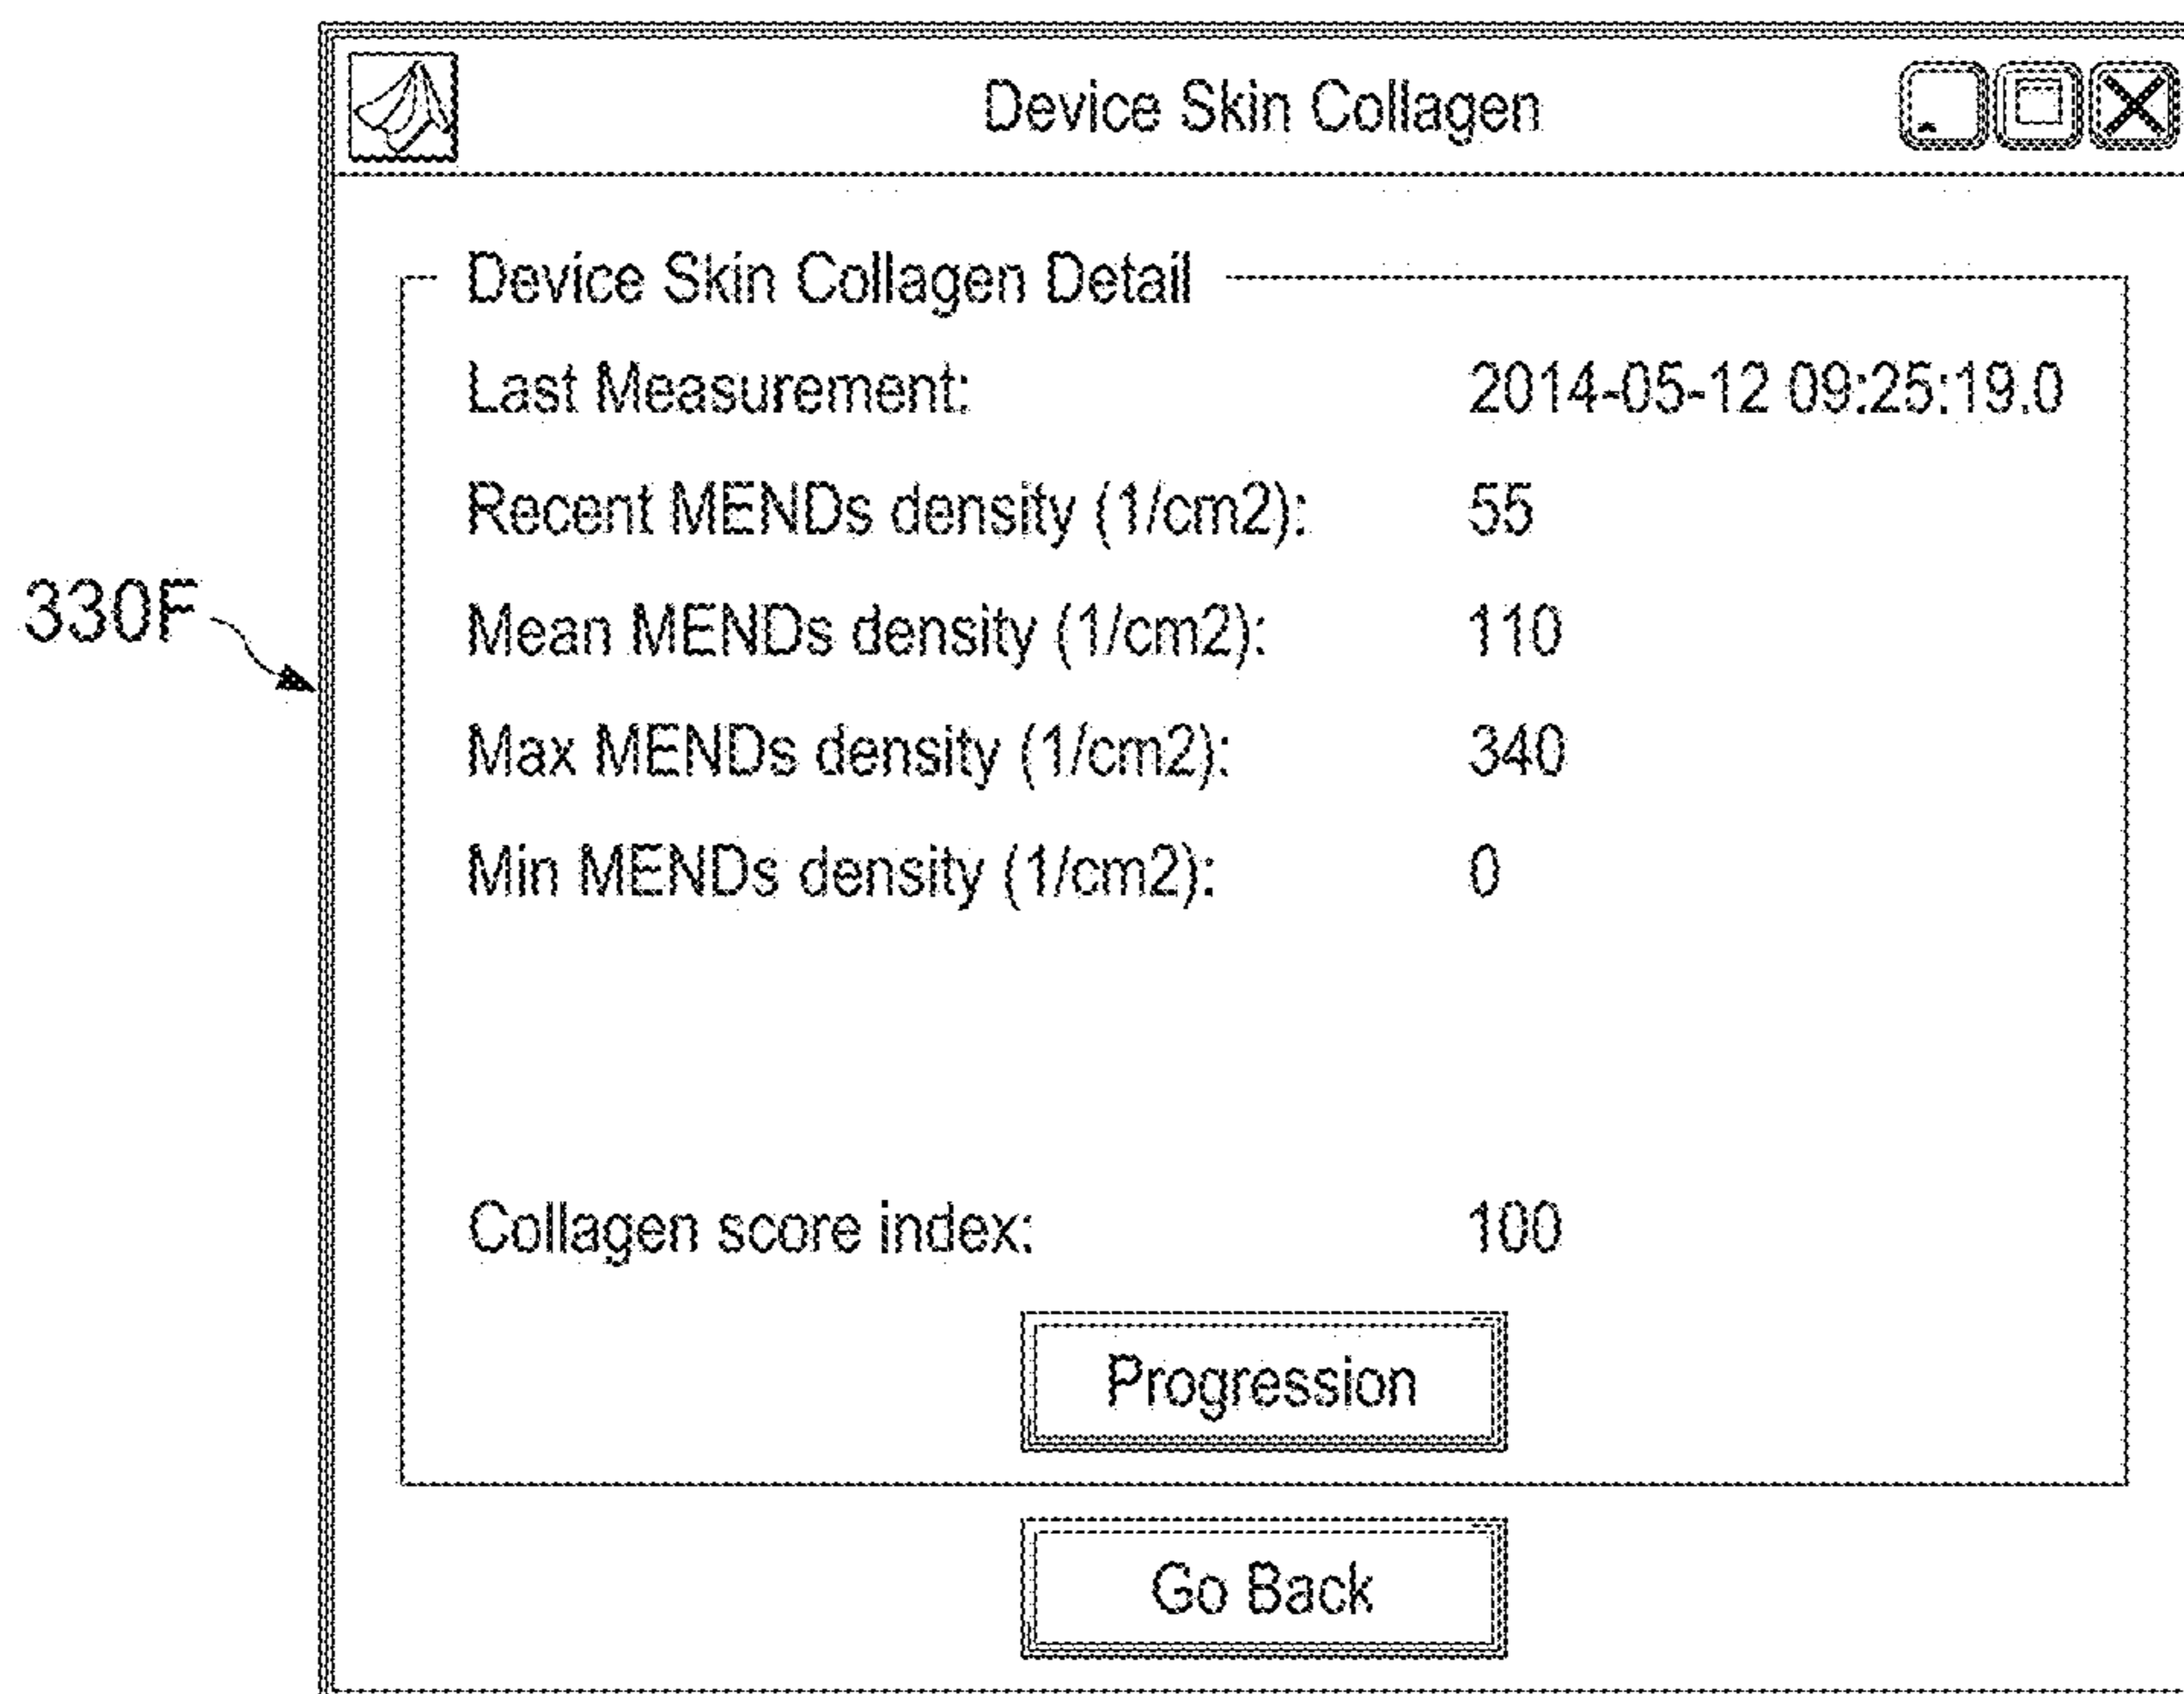 Device Skin Collagen
Device Skin Collagen Detail
Last Measurement: 2014-05-12 09:25:19.0
Recent MENDs density (1/cm2): 55
330F
Mean MENDs density (1/cm2): 110
Max MENDs density (1/cm2): 340
Min MENDs density (1/cm2): 0
Collagen score index: 100
Progression
Go Back